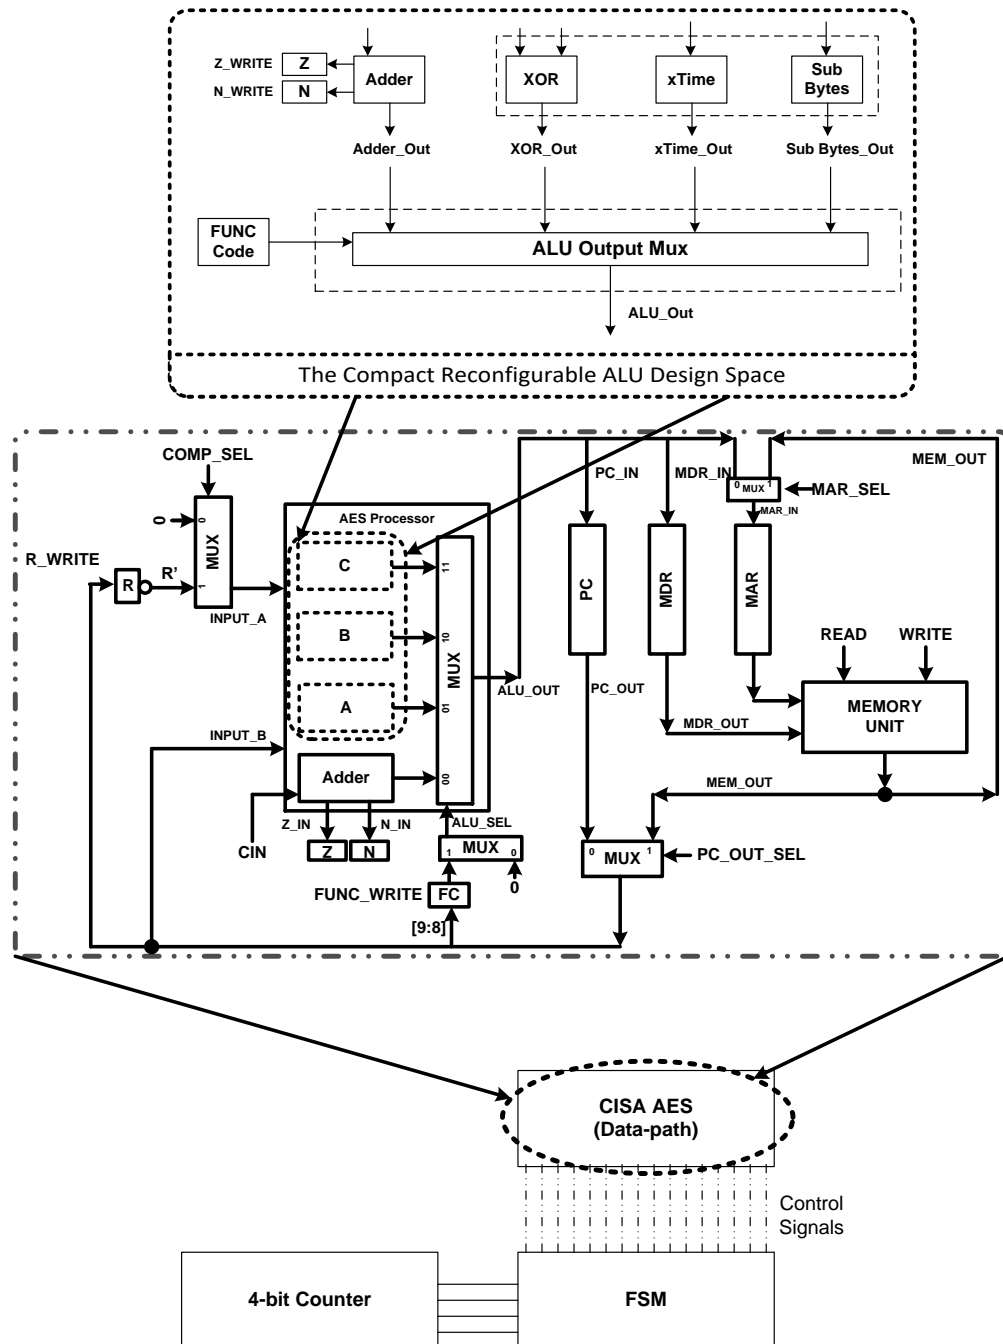 Z_WRITE
Z
N_WRITE
N
Adder
XOR
xTime
Sub
Bytes
Adder_Out
XOR_Out
xTime_Out
Sub Bytes_Out
FUNC
Code
ALU Output Mux
ALU_Out
The Compact Reconfigurable ALU Design Space
COMP_SEL
0
0
MUX
1
R_WRITE
R
R'
INPUT_A
AES Processor
C
B
A
Adder
11
10
01
00
MUX
INPUT_B
CIN
Z_IN
N_IN
Z
N
ALU_SEL
1
MUX
0
0
FUNC_WRITE
FC
[9:8]
ALU_OUT
PC_IN
MDR_IN
0
MUX
1
MAR_SEL
MAR_IN
MEM_OUT
PC
MDR
MAR
READ
WRITE
PC_OUT
MDR_OUT
MEMORY
UNIT
MEM_OUT
0
MUX
1
PC_OUT_SEL
CISA AES
(Data-path)
Control
Signals
4-bit Counter
FSM